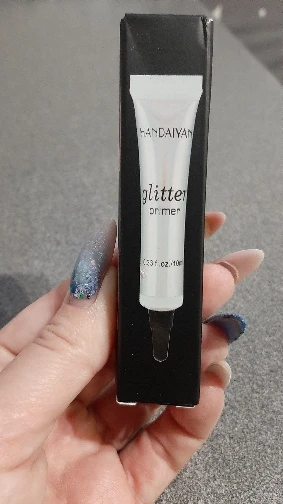 HANDAIYAN
glitter
primer
0.33 fl.oz./10ml